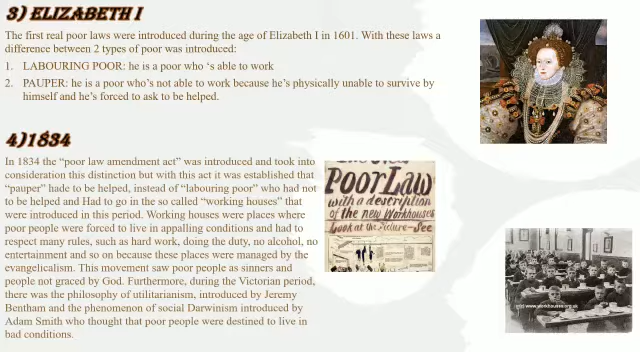 3) ELIZABETH I
The first real poor laws were introduced during the age of Elizabeth I in 1601. With these laws a
difference between 2 types of poor was introduced:
1. LABOURING POOR: he is a poor who 's able to work
2. PAUPER: he is a poor who's not able to work because he's physically unable to survive by
himself and he's forced to ask to be helped.
4)1834
In 1834 the "poor law amendment act" was introduced and took into
consideration this distinction but with this act it was established that
"pauper" hade to be helped, instead of "labouring poor" who had not
to be helped and Had to go in the so called "working houses" that
were introduced in this period. Working houses were places where
poor people were forced to live in appalling conditions and had to
respect many rules, such as hard work, doing the duty, no alcohol, no
entertainment and so on because these places were managed by the
evangelicalism. This movement saw poor people as sinners and
people not graced by God. Furthermore, during the Victorian period,
there was the philosophy of utilitarianism, introduced by Jeremy
Bentham and the phenomenon of social Darwinism introduced by
Adam Smith who thought that poor people were destined to live in
bad conditions.
Poor Law
with a description
of the new Workhouses
Look at the Picture—See